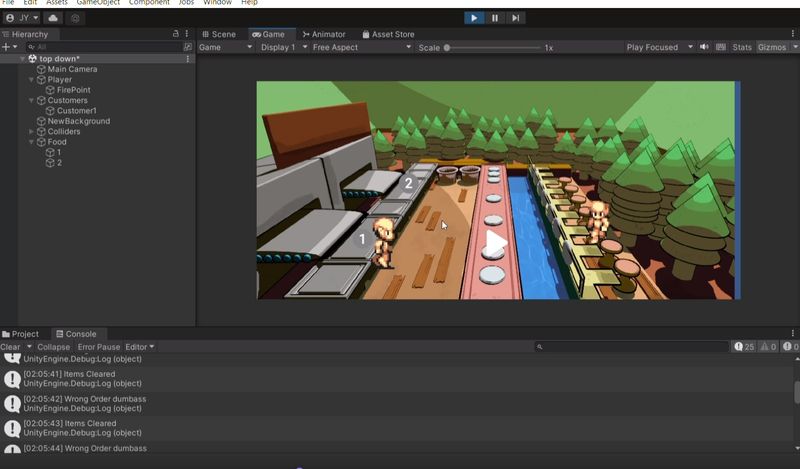 File Edit Assets GameObject Component Jobs Window Help
JY
Hierarchy
All
top down*
Main Camera
Player
FirePoint
Customers
Customer1
NewBackground
Colliders
Food
1
2
Scene Game Animator Asset Store
Game Display 1 Free Aspect Scale 1x Play Focused Stats Gizmos
2
1
Project Console
Clear Collapse Error Pause Editor 25 0 0
UnityEngine.Debug:Log (object)
[02:05:41] Items Cleared
UnityEngine.Debug:Log (object)
[02:05:42] Wrong Order dumbass
UnityEngine.Debug:Log (object)
[02:05:43] Items Cleared
UnityEngine.Debug:Log (object)
[02:05:44] Wrong Order dumbass